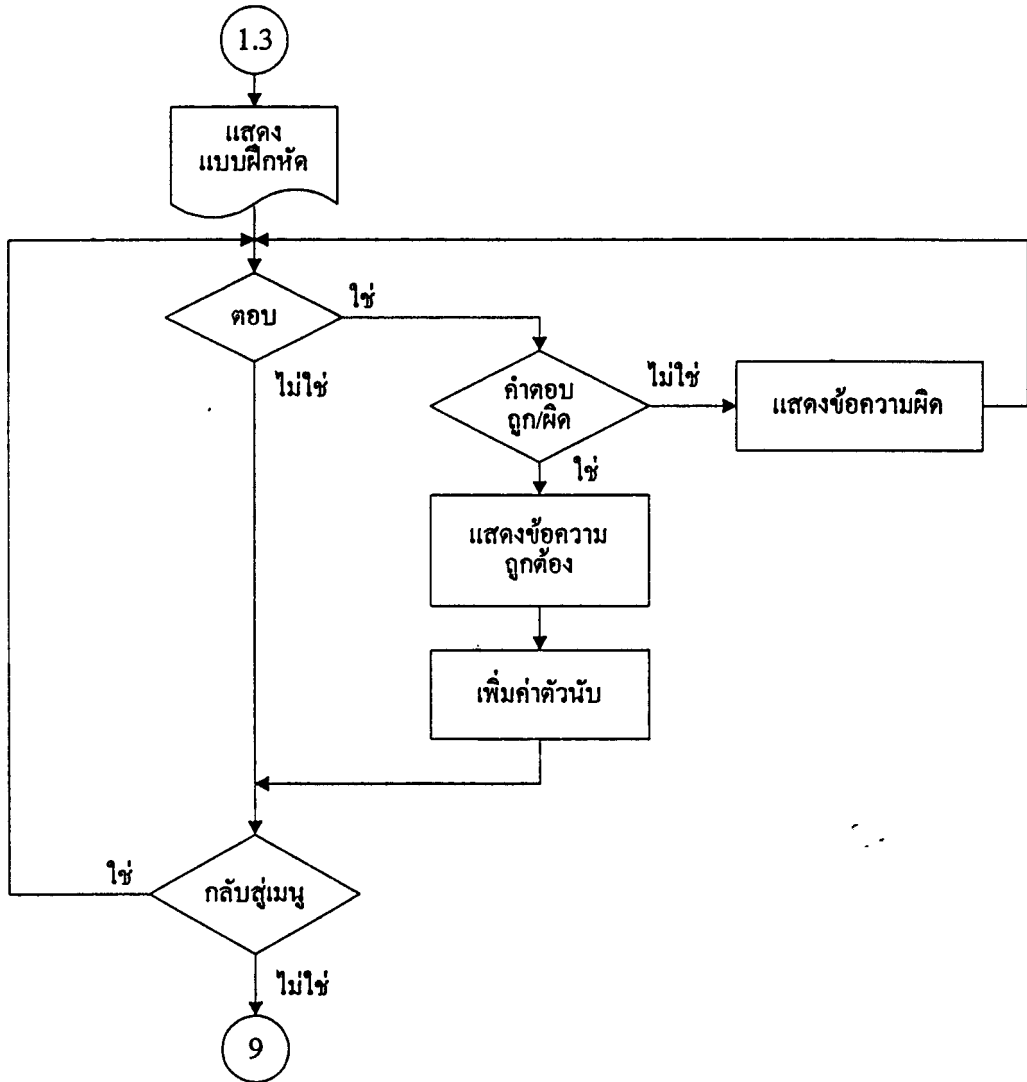 1.3
แสดง
แบบฝึกหัด
ตอบ
ใช่
ไม่ใช่
คำตอบ
ถูก/ผิด
ไม่ใช่
แสดงข้อความผิด
ใช่
แสดงข้อความ
ถูกต้อง
เพิ่มค่าตัวนับ
ใช่
กลับสู่เมนู
ไม่ใช่
9